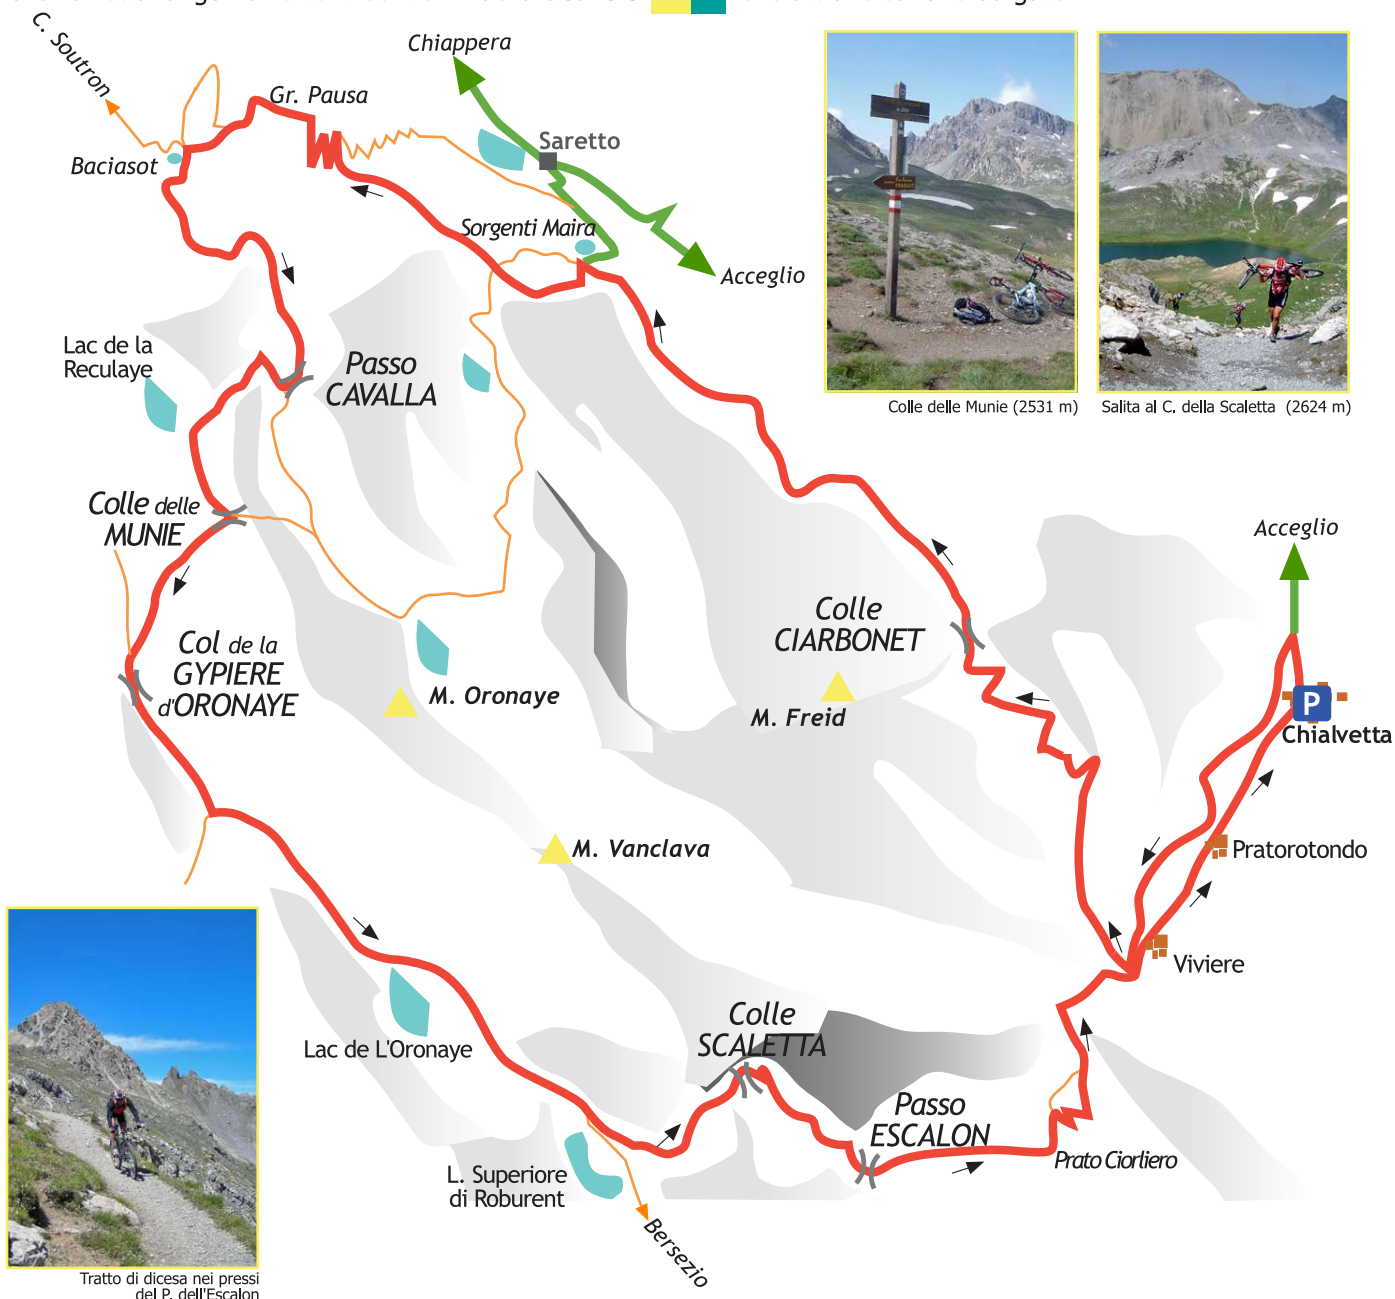 C. Soutron
Chiappera
Gr. Pausa
Saretto
Baciasot
Sorgenti Maira
Acceglio
Colle delle Munie (2531 m)
Salita al C. della Scaletta (2624 m)
Lac de la
Reculaye
Passo
CAVALLA
Colle delle
MUNIE
Acceglio
Colle
CIARBONET
Col de la
GYPIERE
d'ORONAYE
M. Oronaye
M. Freid
P
Chialvetta
M. Vanclava
Pratorotondo
Viviere
Lac de L'Oronaye
Colle
SCALETTA
Passo
ESCALON
Prato Ciorliero
L. Superiore
di Roburent
Bersezio
Tratto di dicesa nei pressi
del P. dell'Escalon